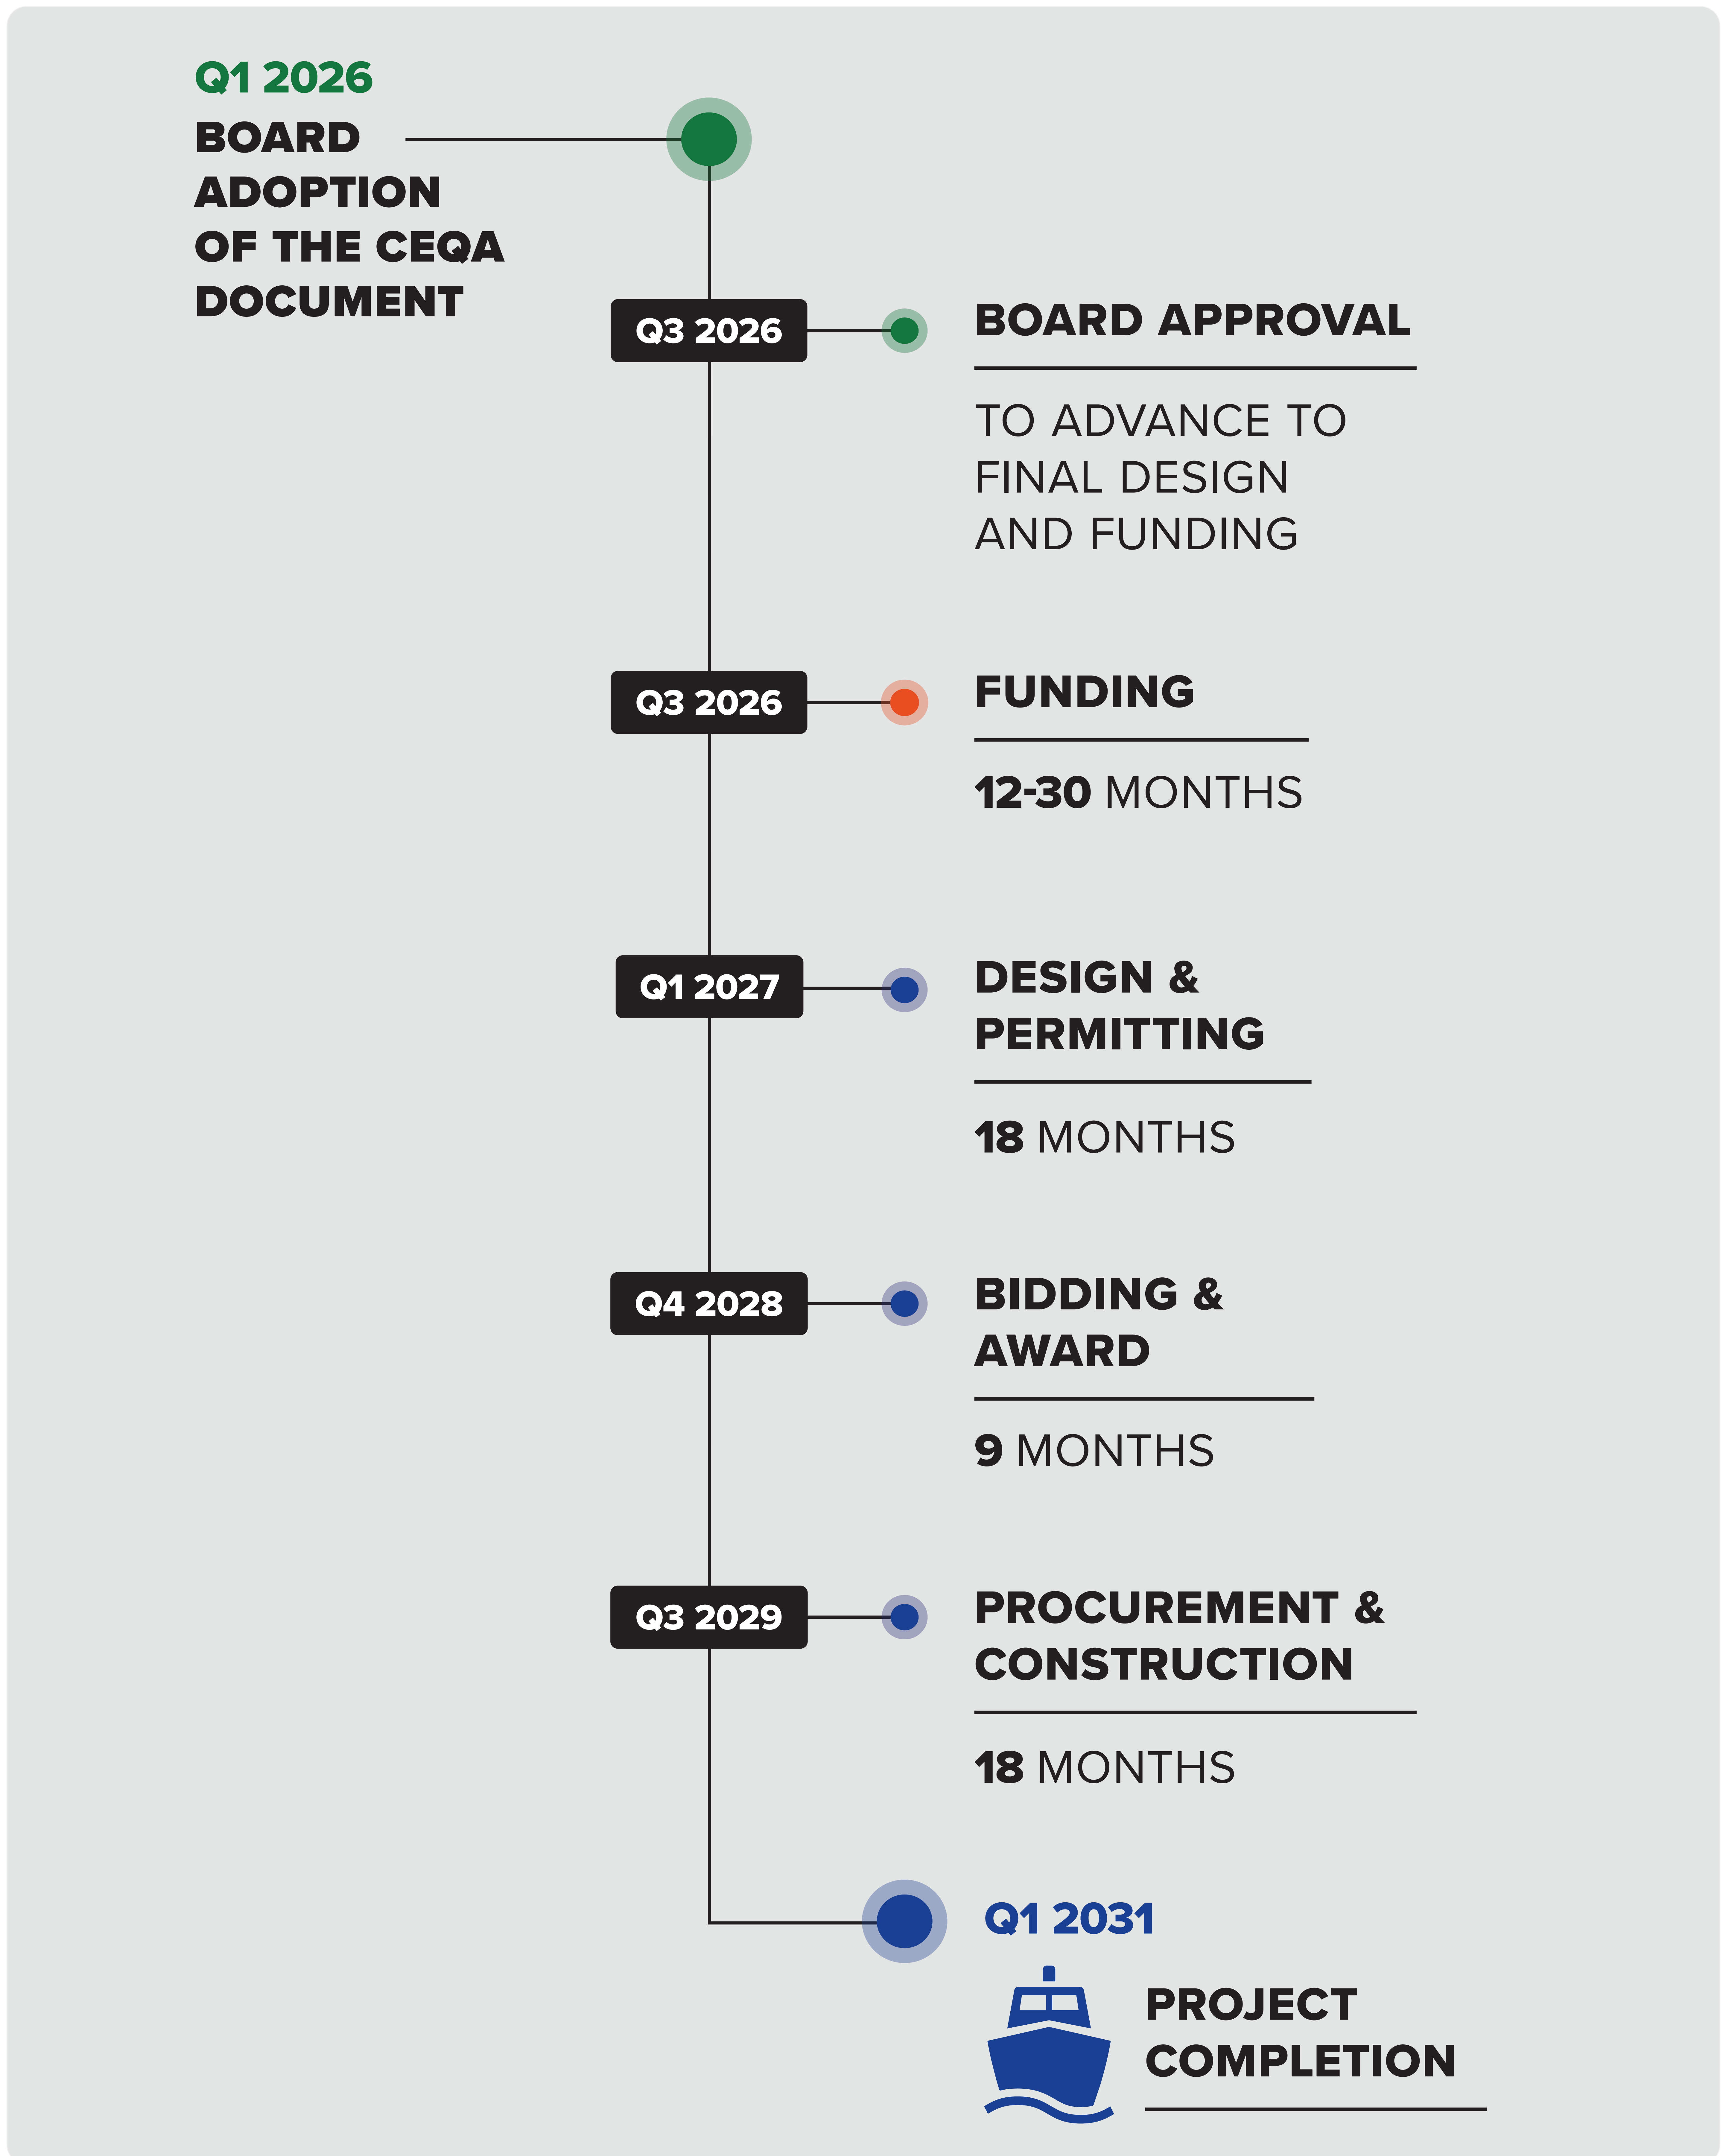 Q1 2026
BOARD
ADOPTION
OF THE CEQA
DOCUMENT
Q3 2026
BOARD APPROVAL
TO ADVANCE TO
FINAL DESIGN
AND FUNDING
Q3 2026
FUNDING
12-30 MONTHS
Q1 2027
DESIGN &
PERMITTING
18 MONTHS
Q4 2028
BIDDING &
AWARD
9 MONTHS
Q3 2029
PROCUREMENT &
CONSTRUCTION
18 MONTHS
Q1 2031
PROJECT
COMPLETION